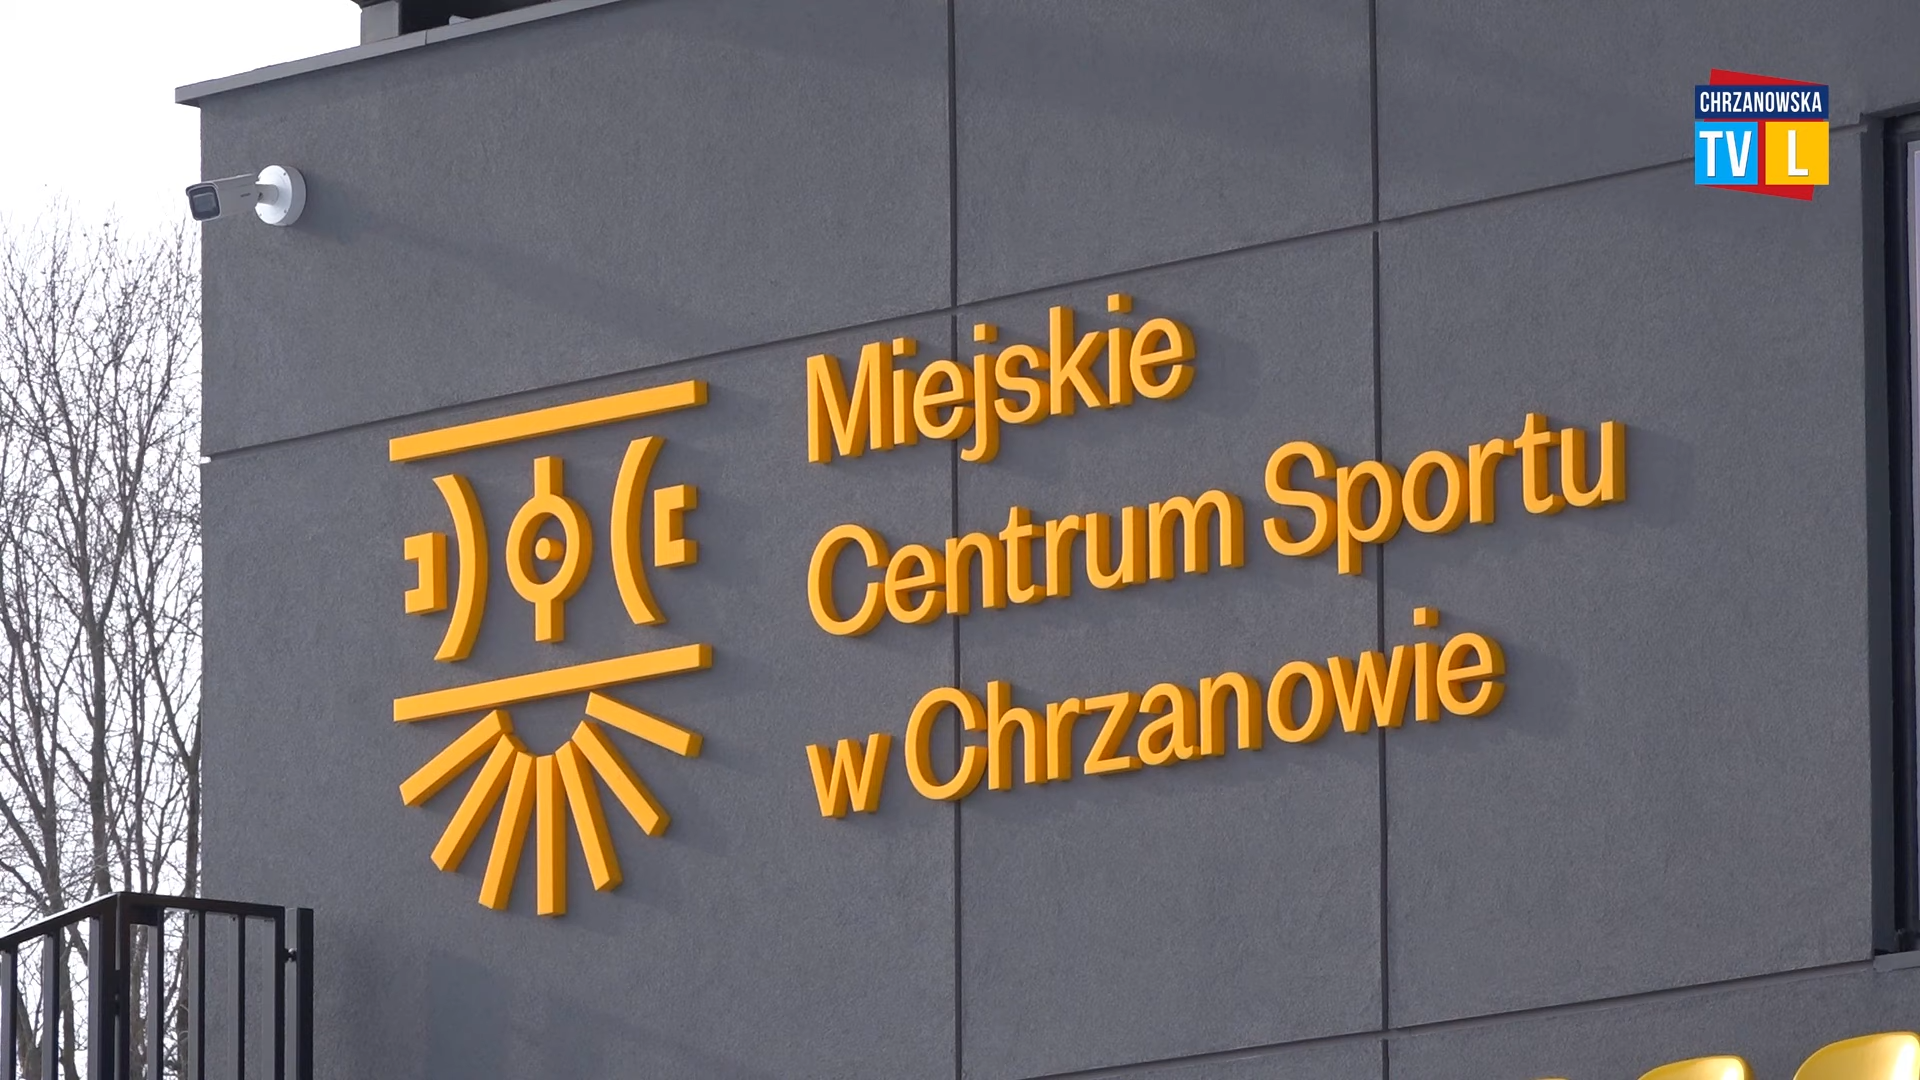 CHRZANOWSKA
TV L
Miejskie
Centrum Sportu
w Chrzanowie